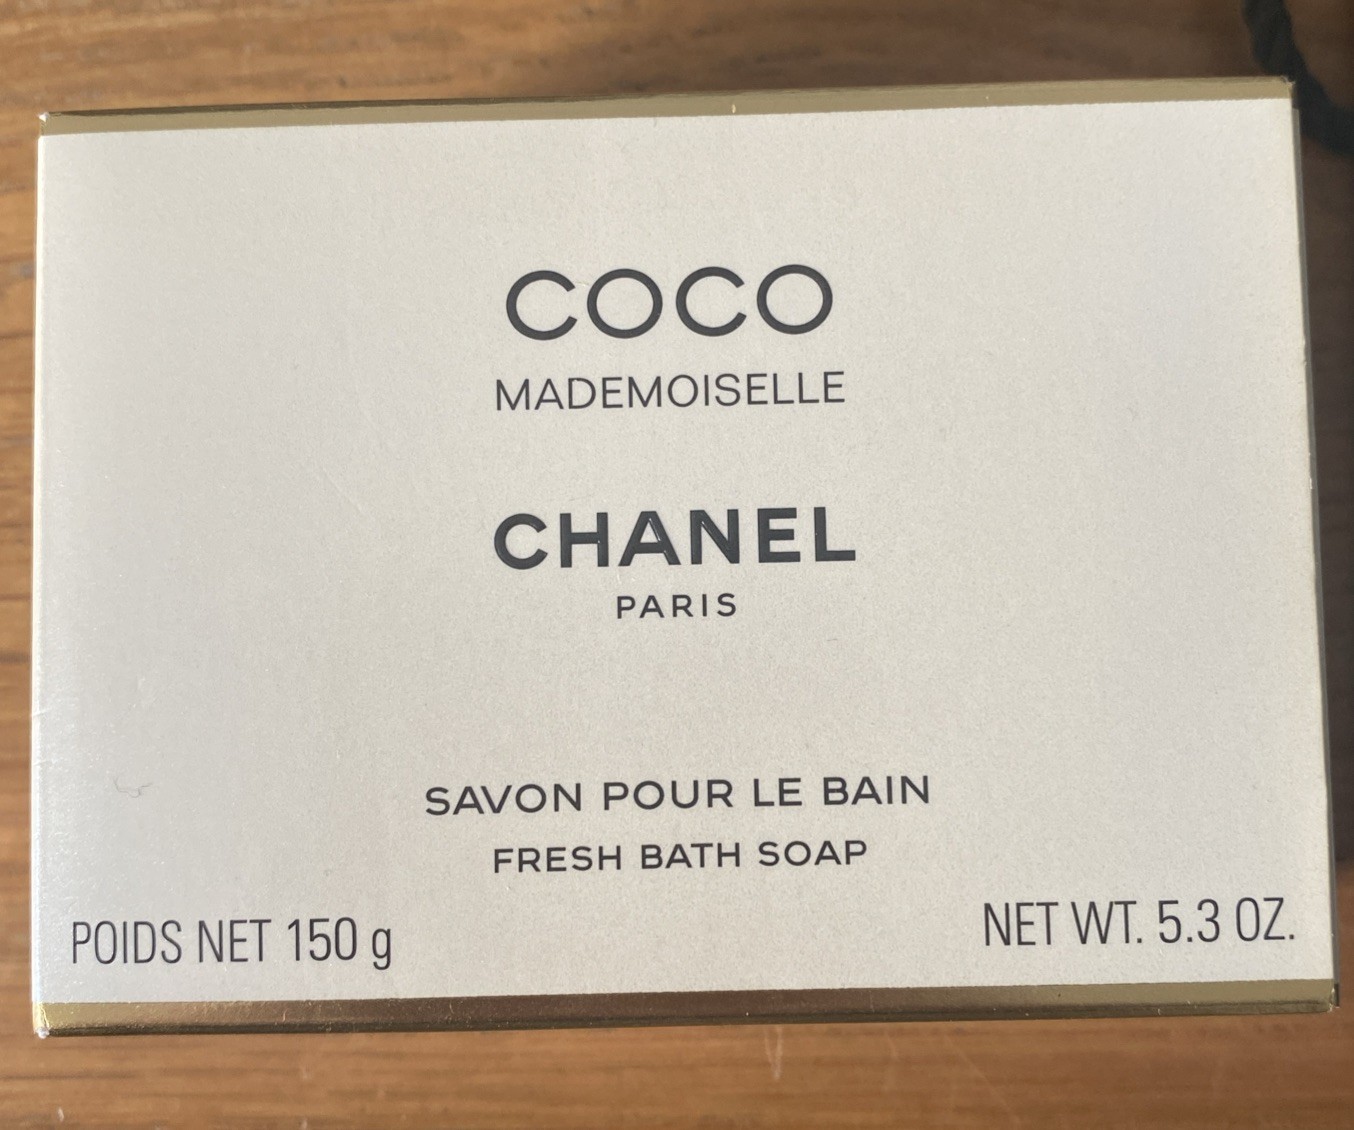 COCO
MADEMOISELLE
CHANEL
PARIS
SAVON POUR LE BAIN
FRESH BATH SOAP
POIDS NET 150 g
NET WT. 5.3 OZ.